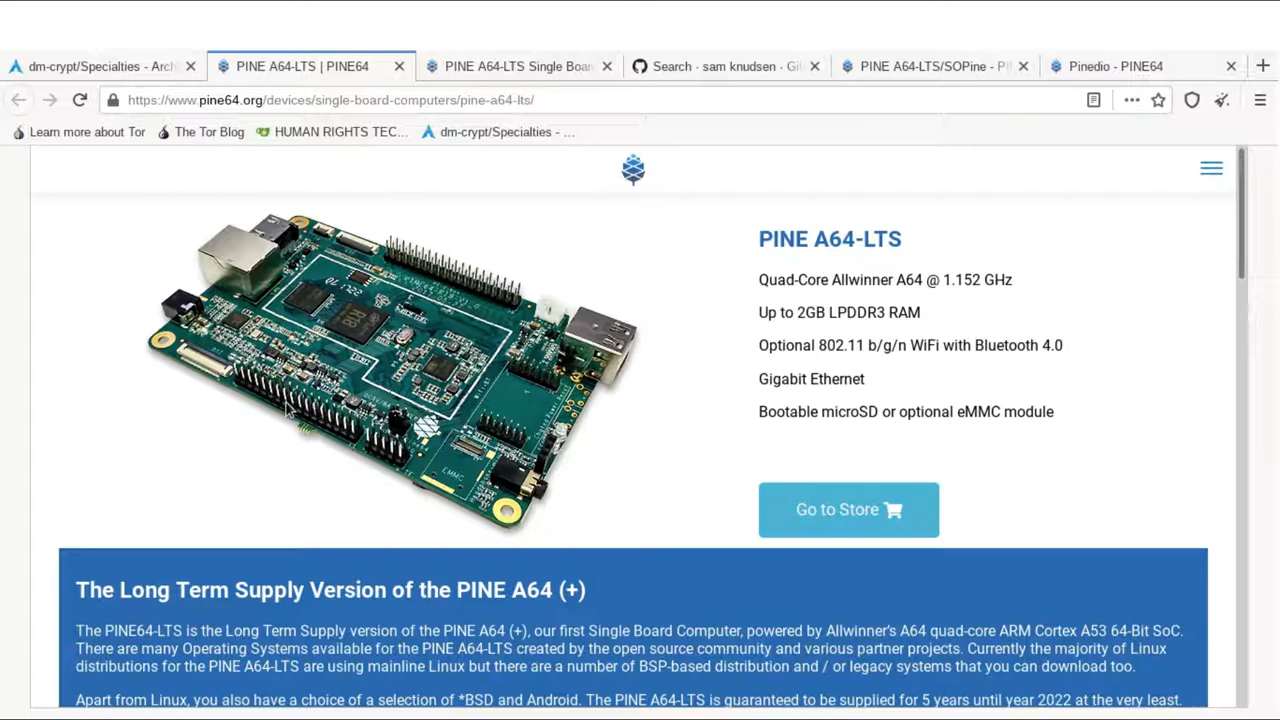 dm-crypt/Specialties - Arch
PINE A64-LTS | PINE64
PINE A64-LTS Single Boar
Search · sam knudsen · Git
PINE A64-LTS/SOPine - PI
Pinedio - PINE64
https://www.pine64.org/devices/single-board-computers/pine-a64-lts/
Learn more about Tor
The Tor Blog
HUMAN RIGHTS TEC...
dm-crypt/Specialties - ...
PINE A64-LTS
Quad-Core Allwinner A64 @ 1.152 GHz
Up to 2GB LPDDR3 RAM
Optional 802.11 b/g/n WiFi with Bluetooth 4.0
Gigabit Ethernet
Bootable microSD or optional eMMC module
R18
EMMC
Go to Store
The Long Term Supply Version of the PINE A64 (+)
The PINE64-LTS is the Long Term Supply version of the PINE A64 (+), our first Single Board Computer, powered by Allwinner's A64 quad-core ARM Cortex A53 64-Bit SoC.
There are many Operating Systems available for the PINE A64-LTS created by the open source community and various partner projects. Currently the majority of Linux
distributions for the PINE A64-LTS are using mainline Linux but there are a number of BSP-based distribution and / or legacy systems that you can download too.
Apart from Linux, you also have a choice of a selection of *BSD and Android. The PINE A64-LTS is guaranteed to be supplied for 5 years until year 2022 at the very least.